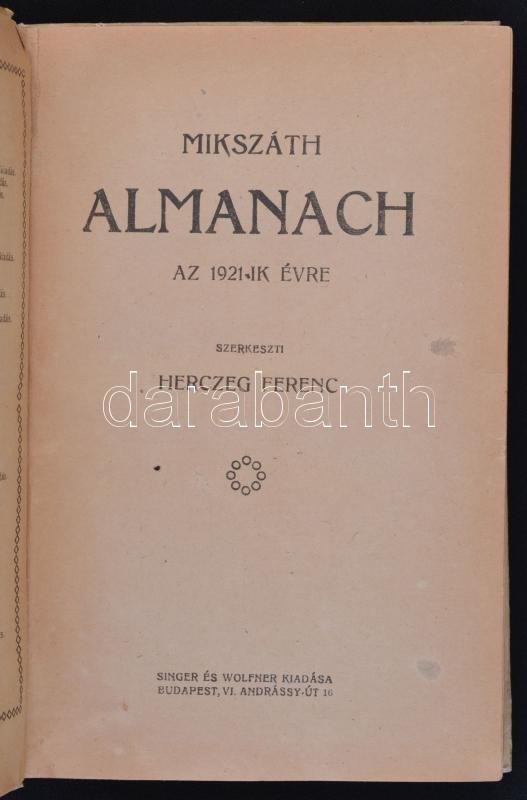 MIKSZÁTH
ALMANACH
AZ 1921-IK ÉVRE
SZERKESZTI
HERCZEG FERENC
darabanth
SINGER ÉS WOLFNER KIADÁSA
BUDAPEST, VI. ANDRÁSSY-ÚT 16